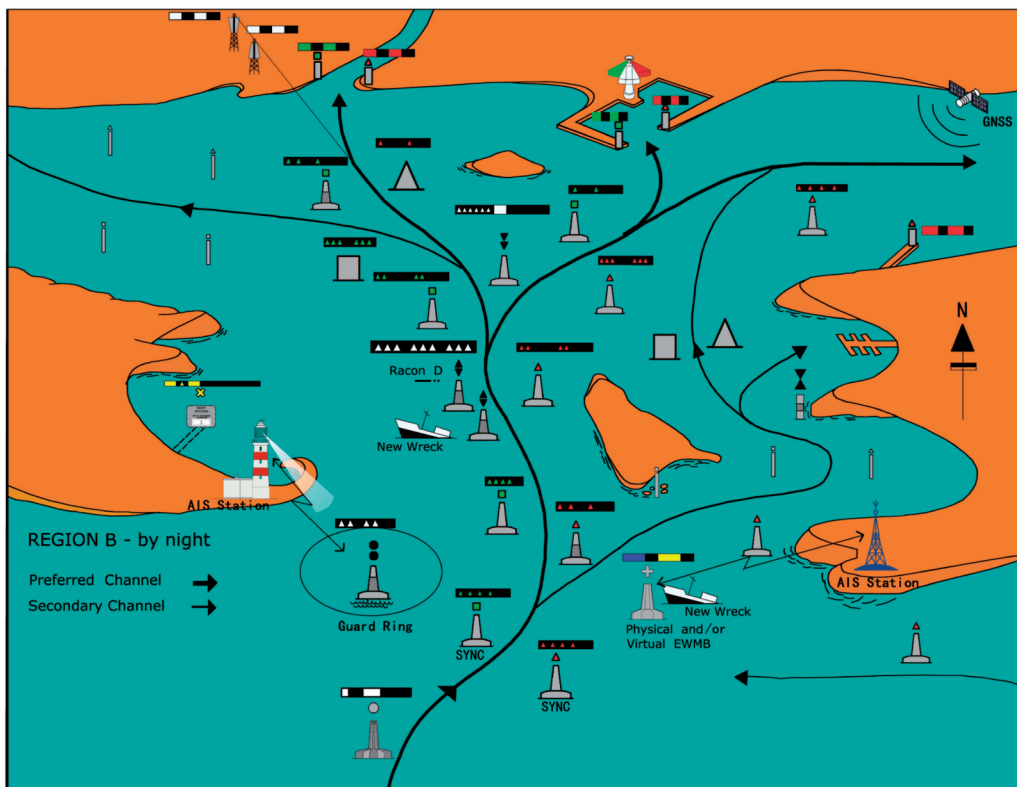 GNSS
N
Racon D
New Wreck
AIS Station
REGION B - by night
Preferred Channel
Secondary Channel
Guard Ring
SYNC
SYNC
Physical and/or
Virtual EWMB
New Wreck
AIS Station